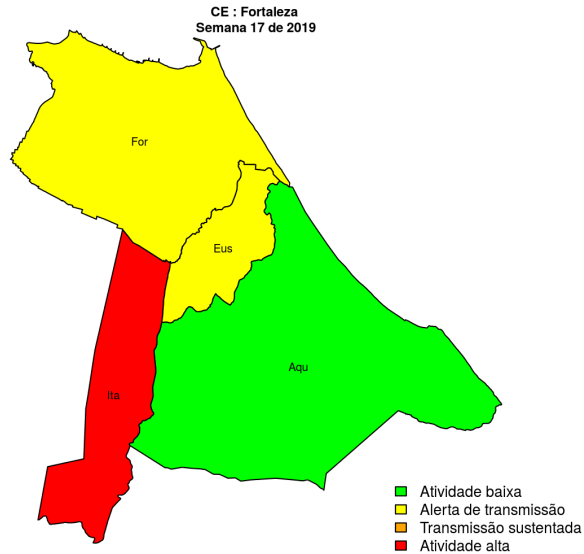 CE : Fortaleza
Semana 17 de 2019
For
Eus
Aqu
Ita
Atividade baixa
Alerta de transmissão
Transmissão sustentada
Atividade alta